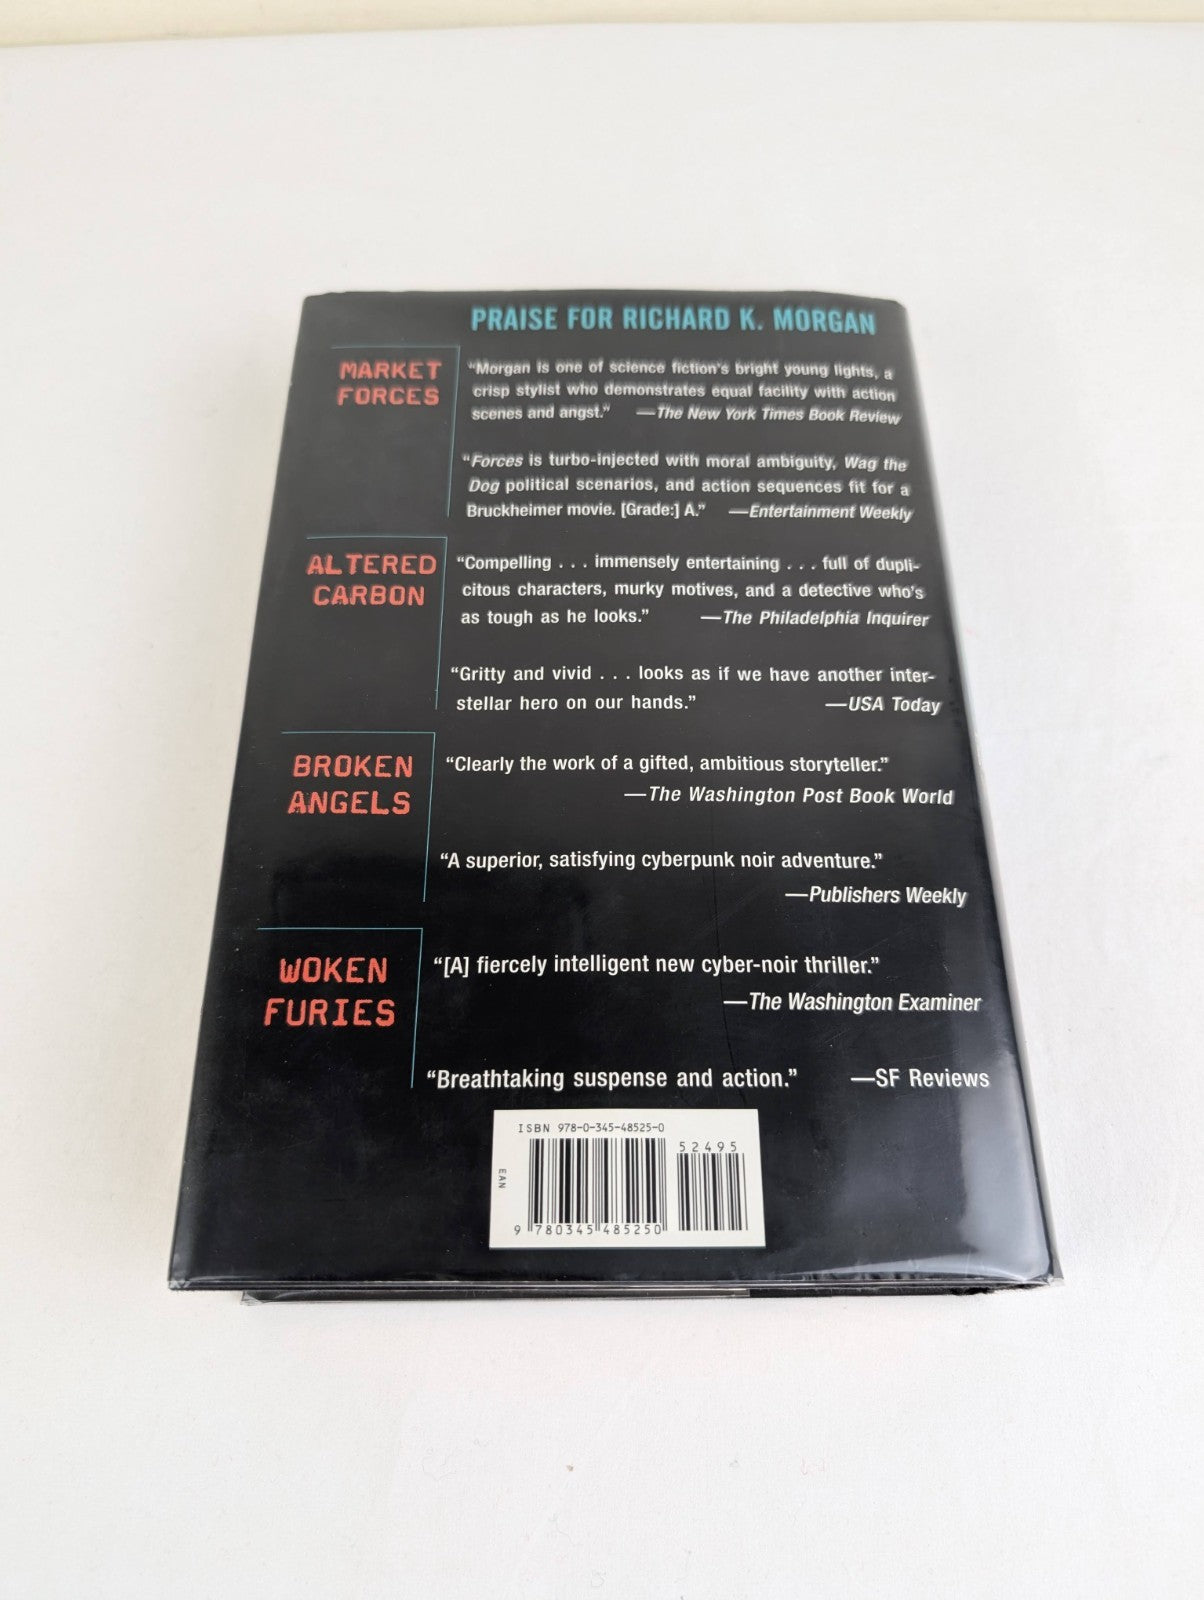 PRAISE FOR RICHARD K. MORGAN
MARKET
FORCES
“Morgan is one of science fiction’s bright young lights, a
crisp stylist who demonstrates equal facility with action
scenes and angst.” —The New York Times Book Review
“Forces is turbo-injected with moral ambiguity, Wag the
Dog political scenarios, and action sequences fit for a
Bruckheimer movie. [Grade:] A.” —Entertainment Weekly
ALTERED
CARBON
“Compelling . . . immensely entertaining . . . full of dupli-
citous characters, murky motives, and a detective who’s
as tough as he looks.” —The Philadelphia Inquirer
“Gritty and vivid . . . looks as if we have another inter-
stellar hero on our hands.” —USA Today
BROKEN
ANGELS
“Clearly the work of a gifted, ambitious storyteller.”
—The Washington Post Book World
“A superior, satisfying cyberpunk noir adventure.”
—Publishers Weekly
WOKEN
FURIES
“[A] fiercely intelligent new cyber-noir thriller.”
—The Washington Examiner
“Breathtaking suspense and action.” —SF Reviews
ISBN 978-0-345-48525-0
52495
EAN
9 780345 485250